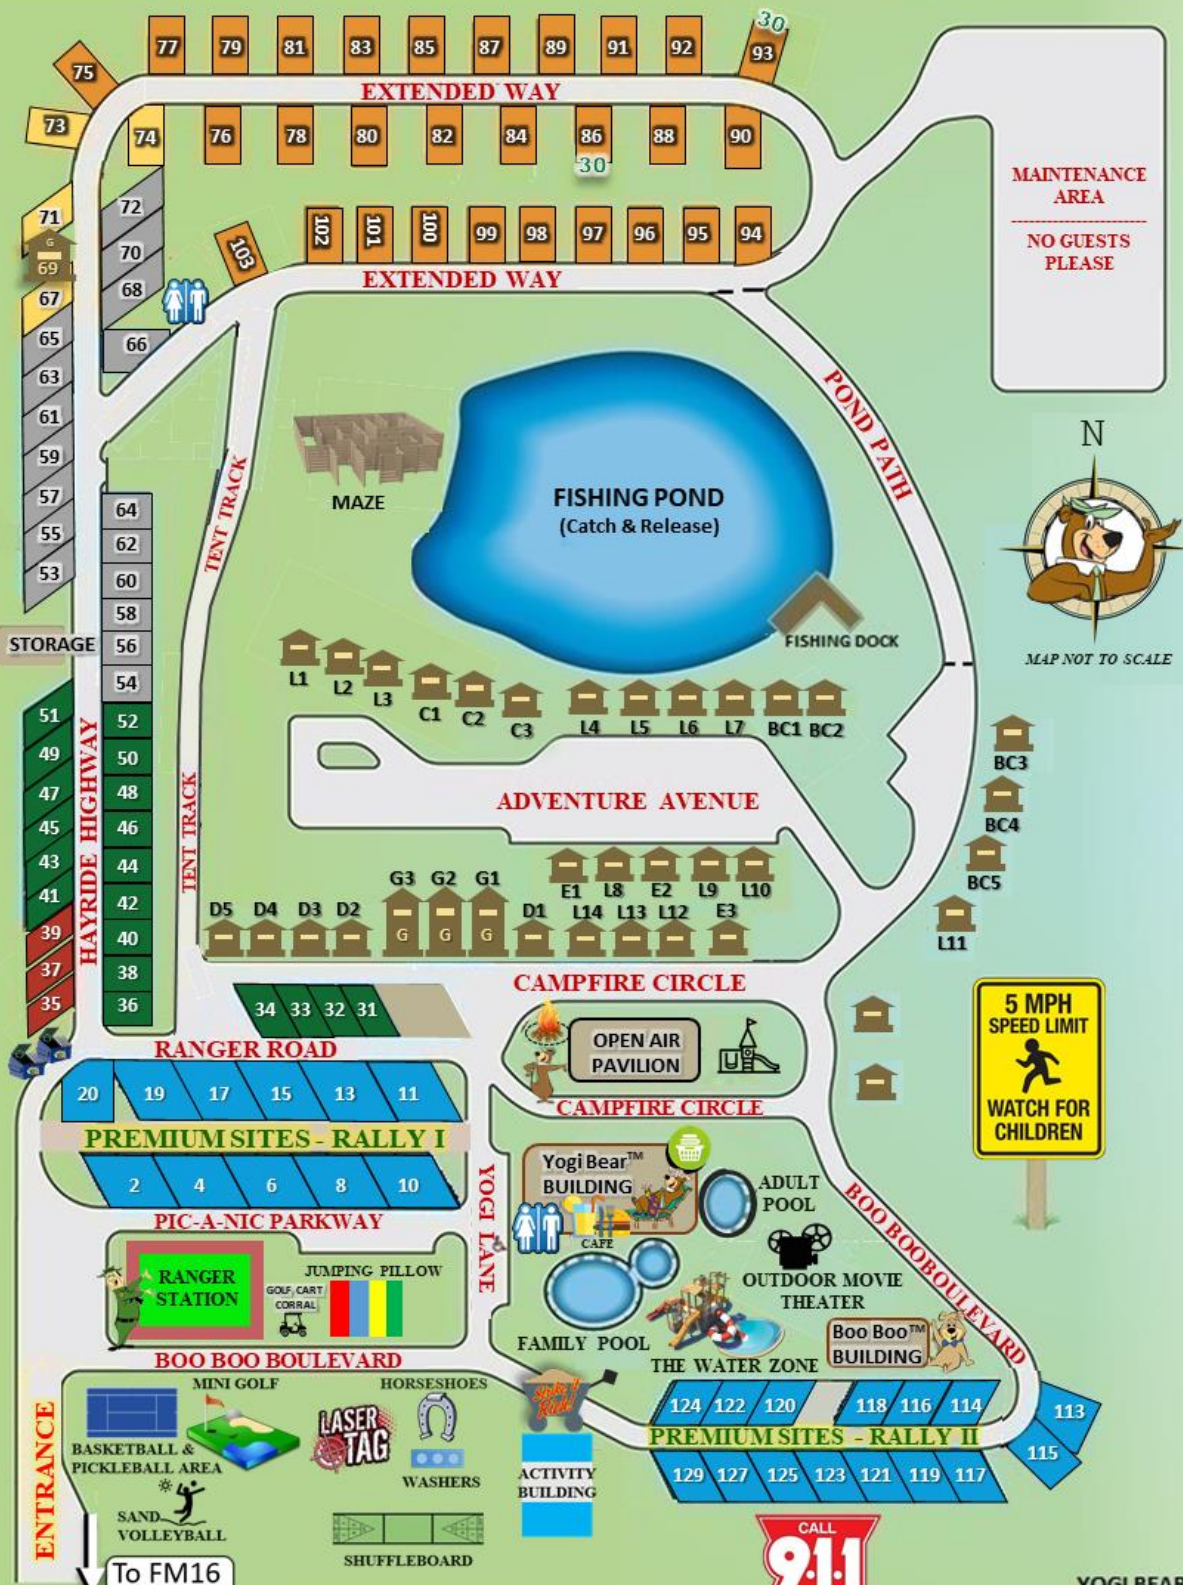 30
77 79 81 83 85 87 89 91 92 93
75
EXTENDED WAY
73 74 76 78 80 82 84 86 88 90
30
MAINTENANCE
AREA
NO GUESTS
PLEASE
71 72
G
69 70
103 102 101 100 99 98 97 96 95 94
EXTENDED WAY
67 68
65 66
63
61
59
57
55
53
64
62
60
58
56
54
STORAGE
TENT TRACK
MAZE
FISHING POND
(Catch & Release)
FISHING DOCK
POND PATH
N
MAP NOT TO SCALE
L1 L2 L3 C1 C2 C3 L4 L5 L6 L7 BC1 BC2
BC3
BC4
BC5
L11
ADVENTURE AVENUE
HAYRIDE HIGHWAY
TENT TRACK
51
49
47
45
43
41
39
37
35
52
50
48
46
44
42
40
38
36
E1 L8 E2 L9 L10
G3 G2 G1
D5 D4 D3 D2 D1 L14 L13 L12 E3
G G G
CAMPFIRE CIRCLE
34 33 32 31
RANGER ROAD
OPEN AIR
PAVILION
CAMPFIRE CIRCLE
5 MPH
SPEED LIMIT
WATCH FOR
CHILDREN
20 19 17 15 13 11
PREMIUM SITES - RALLY I
2 4 6 8 10
PIC-A-NIC PARKWAY
YOGI LANE
Yogi Bear™
BUILDING
CAFE
ADULT
POOL
OUTDOOR MOVIE
THEATER
BOO BOO BOULEVARD
RANGER
STATION
GOLF CART
CORRAL
JUMPING PILLOW
FAMILY POOL
THE WATER ZONE
Boo Boo™
BUILDING
BOO BOO BOULEVARD
ENTRANCE
MINI GOLF
HORSESHOES
BASKETBALL &
PICKLEBALL AREA
LASER
TAG
WASHERS
SAND
VOLLEYBALL
SHUFFLEBOARD
Strike it
Rich!
ACTIVITY
BUILDING
124 122 120 118 116 114
PREMIUM SITES - RALLY II
129 127 125 123 121 119 117
113
115
To FM16
CALL
911
YOGI BEAR